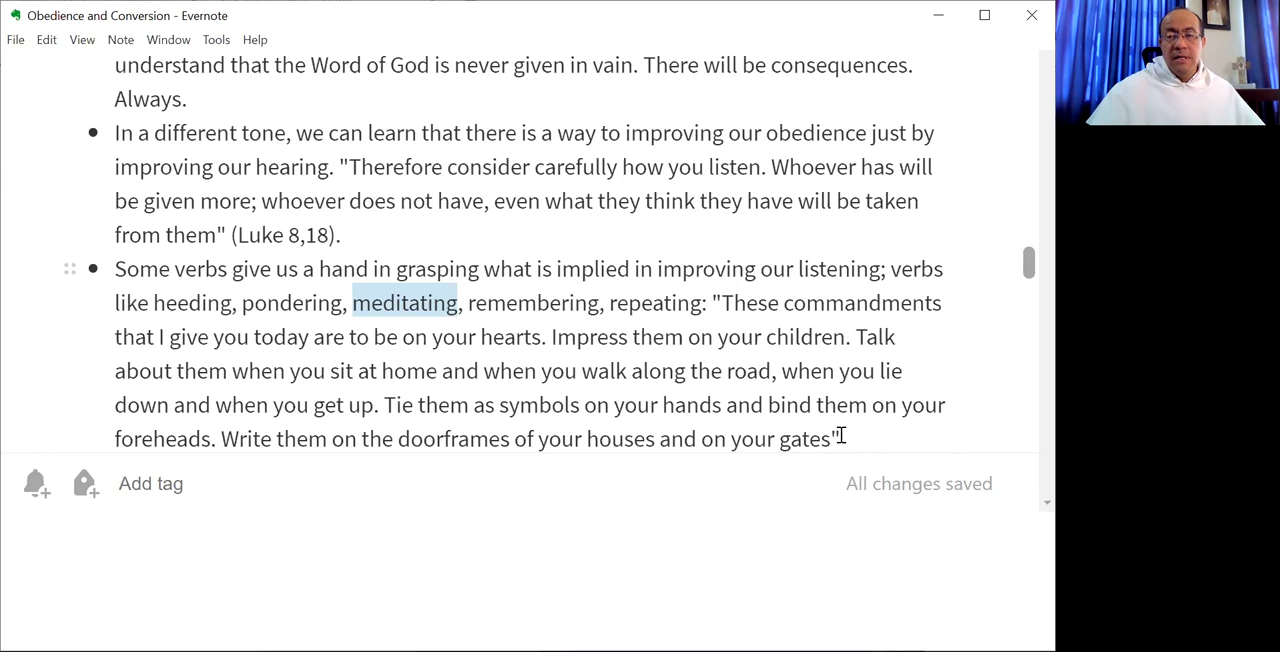 Obedience and Conversion - Evernote
File Edit View Note Window Tools Help
understand that the Word of God is never given in vain. There will be consequences.
Always.
In a different tone, we can learn that there is a way to improving our obedience just by
improving our hearing. "Therefore consider carefully how you listen. Whoever has will
be given more; whoever does not have, even what they think they have will be taken
from them" (Luke 8,18).
Some verbs give us a hand in grasping what is implied in improving our listening; verbs
like heeding, pondering, meditating, remembering, repeating: "These commandments
that I give you today are to be on your hearts. Impress them on your children. Talk
about them when you sit at home and when you walk along the road, when you lie
down and when you get up. Tie them as symbols on your hands and bind them on your
foreheads. Write them on the doorframes of your houses and on your gates"
Add tag
All changes saved